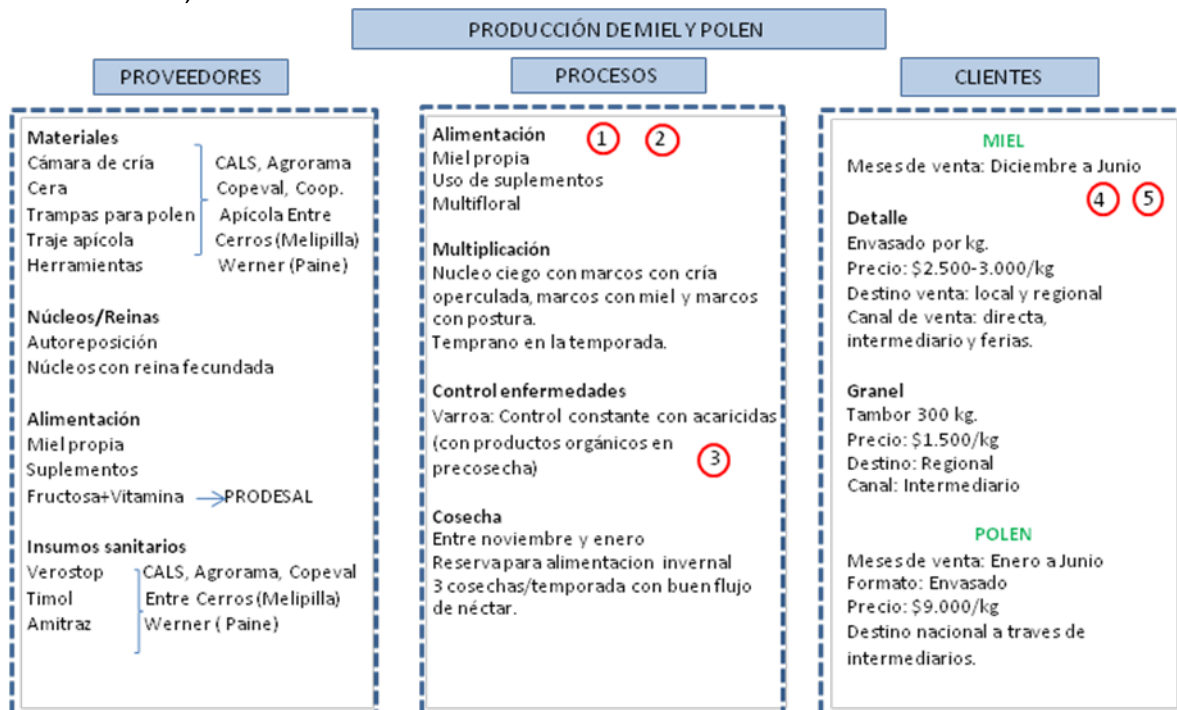 PRODUCCIÓN DE MIEL Y POLEN
PROVEEDORES
Materiales
Cámara de cría CALS, Agrorama
Cera Copeval, Coop.
Trampas para polen Apícola Entre
Traje apícola Cerros (Melipilla)
Herramientas Werner (Paine)
Núcleos/Reinas
Autoreposición
Núcleos con reina fecundada
Alimentación
Miel propia
Suplementos
Fructosa+Vitamina → PRODESAL
Insumos sanitarios
Verostop CALS, Agrorama, Copeval
Timol Entre Cerros (Melipilla)
Amitraz Werner ( Paine)
PROCESOS
Alimentación 1 2
Miel propia
Uso de suplementos
Multifloral
Multiplicación
Nucleo ciego con marcos con cría
operculada, marcos con miel y marcos
con postura.
Temprano en la temporada.
Control enfermedades
Varroa: Control constante con acaricidas
(con productos orgánicos en
precosecha) 3
Cosecha
Entre noviembre y enero
Reserva para alimentacion invernal
3 cosechas/temporada con buen flujo
de néctar.
CLIENTES
MIEL
Meses de venta: Diciembre a Junio
4 5
Detalle
Envasado por kg.
Precio: $2.500-3.000/kg
Destino venta: local y regional
Canal de venta: directa,
intermediario y ferias.
Granel
Tambor 300 kg.
Precio: $1.500/kg
Destino: Regional
Canal: Intermediario
POLEN
Meses de venta: Enero a Junio
Formato: Envasado
Precio: $9.000/kg
Destino nacional a traves de
intermediarios.